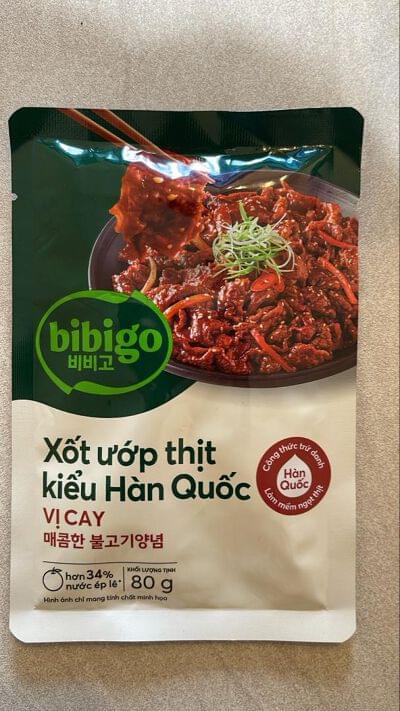 bibigo
비비고
Xốt ướp thịt
kiểu Hàn Quốc
VỊ CAY
매콤한 불고기양념
Công thức trứ danh
Hàn
Quốc
Làm mềm ngọt thịt
hơn 34%
nước ép lê*
KHỐI LƯỢNG TỊNH
80 g
Hình ảnh chỉ mang tính chất minh họa